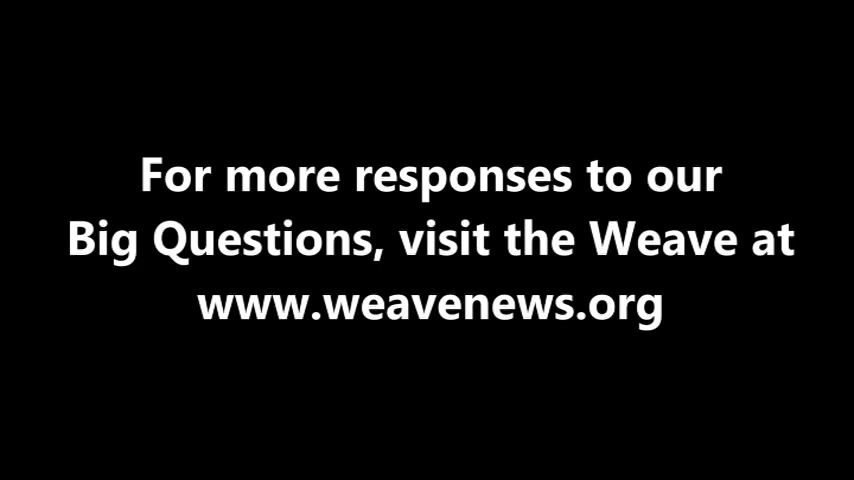 For more responses to our
Big Questions, visit the Weave at
www.weavenews.org